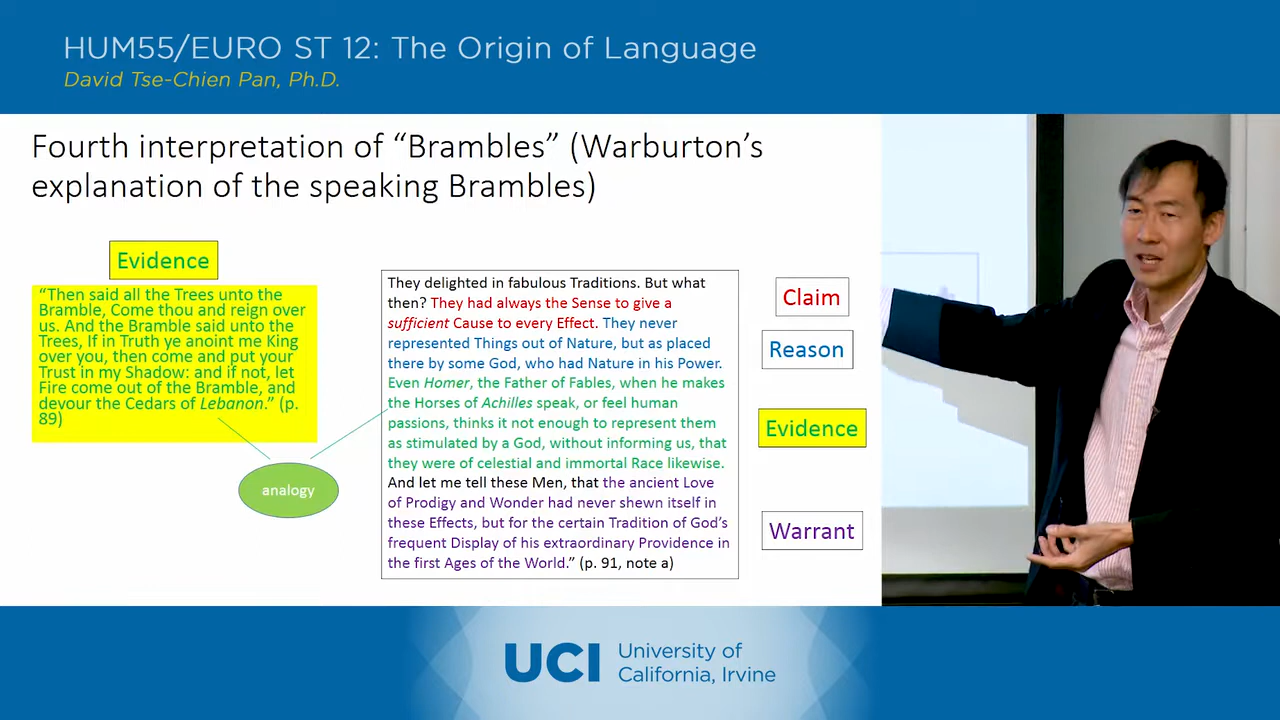 HUM55/EURO ST 12: The Origin of Language
David Tse-Chien Pan, Ph.D.
Fourth interpretation of “Brambles” (Warburton’s
explanation of the speaking Brambles)
Evidence
“Then said all the Trees unto the
Bramble, Come thou and reign over
us. And the Bramble said unto the
Trees, If in Truth ye anoint me King
over you, then come and put your
Trust in my Shadow: and if not, let
Fire come out of the Bramble, and
devour the Cedars of Lebanon.” (p.
89)
analogy
They delighted in fabulous Traditions. But what
then? They had always the Sense to give a
sufficient Cause to every Effect. They never
represented Things out of Nature, but as placed
there by some God, who had Nature in his Power.
Even Homer, the Father of Fables, when he makes
the Horses of Achilles speak, or feel human
passions, thinks it not enough to represent them
as stimulated by a God, without informing us, that
they were of celestial and immortal Race likewise.
And let me tell these Men, that the ancient Love
of Prodigy and Wonder had never shewn itself in
these Effects, but for the certain Tradition of God’s
frequent Display of his extraordinary Providence in
the first Ages of the World.” (p. 91, note a)
Claim
Reason
Evidence
Warrant
UCI University of
California, Irvine